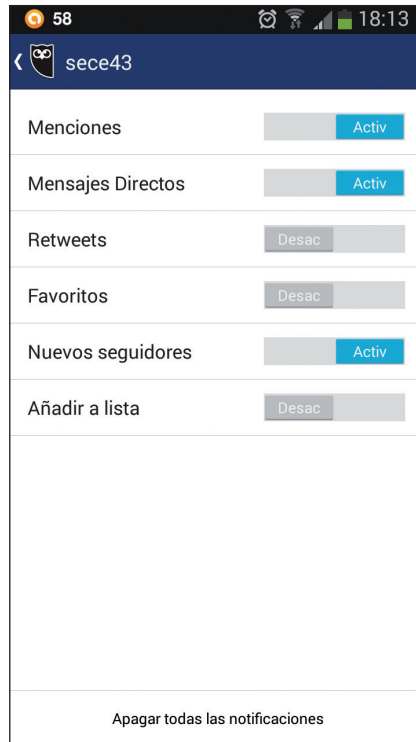 58 18:13
sece43
Menciones Activ
Mensajes Directos Activ
Retweets Desac
Favoritos Desac
Nuevos seguidores Activ
Añadir a lista Desac
Apagar todas las notificaciones